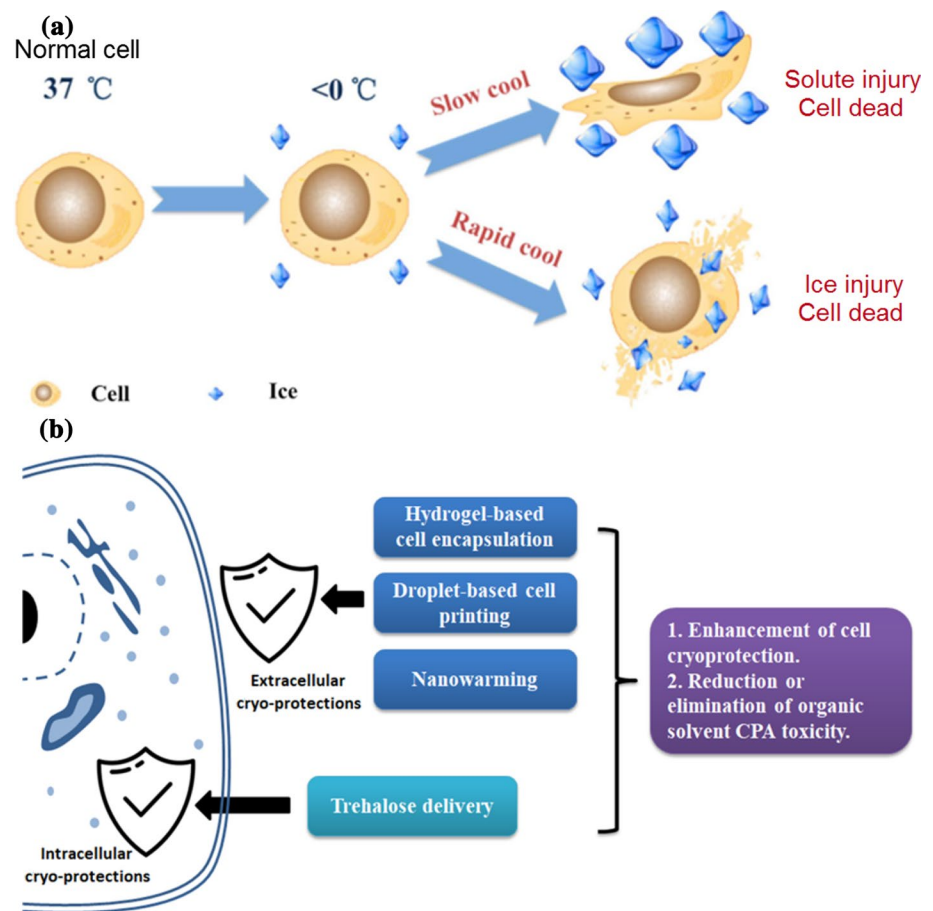 (a)
Normal cell
37 ℃
<0 ℃
Slow cool
Solute injury
Cell dead
Rapid cool
Ice injury
Cell dead
Cell
Ice
(b)
Hydrogel-based
cell encapsulation
Droplet-based cell
printing
Nanowarming
Extracellular
cryo-protections
1. Enhancement of cell
cryoprotection.
2. Reduction or
elimination of organic
solvent CPA toxicity.
Trehalose delivery
Intracellular
cryo-protections